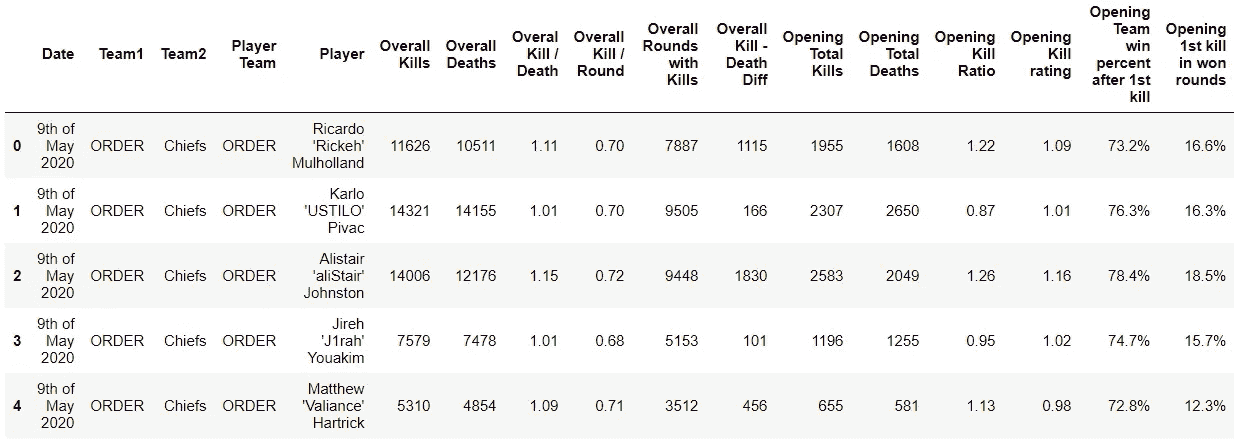 Date Team1 Team2 Player Team Player Overall Kills Overall Deaths Overal Kill / Death Overall Kill / Round Overall Rounds with Kills Overall Kill - Death Diff Opening Total Kills Opening Total Deaths Opening Kill Ratio Opening Kill rating Opening Team win percent after 1st kill Opening 1st kill in won rounds
0 9th of May 2020 ORDER Chiefs ORDER Ricardo 'Rickeh' Mulholland 11626 10511 1.11 0.70 7887 1115 1955 1608 1.22 1.09 73.2% 16.6%
1 9th of May 2020 ORDER Chiefs ORDER Karlo 'USTILO' Pivac 14321 14155 1.01 0.70 9505 166 2307 2650 0.87 1.01 76.3% 16.3%
2 9th of May 2020 ORDER Chiefs ORDER Alistair 'aliStair' Johnston 14006 12176 1.15 0.72 9448 1830 2583 2049 1.26 1.16 78.4% 18.5%
3 9th of May 2020 ORDER Chiefs ORDER Jireh 'J1rah' Youakim 7579 7478 1.01 0.68 5153 101 1196 1255 0.95 1.02 74.7% 15.7%
4 9th of May 2020 ORDER Chiefs ORDER Matthew 'Valiance' Hartrick 5310 4854 1.09 0.71 3512 456 655 581 1.13 0.98 72.8% 12.3%